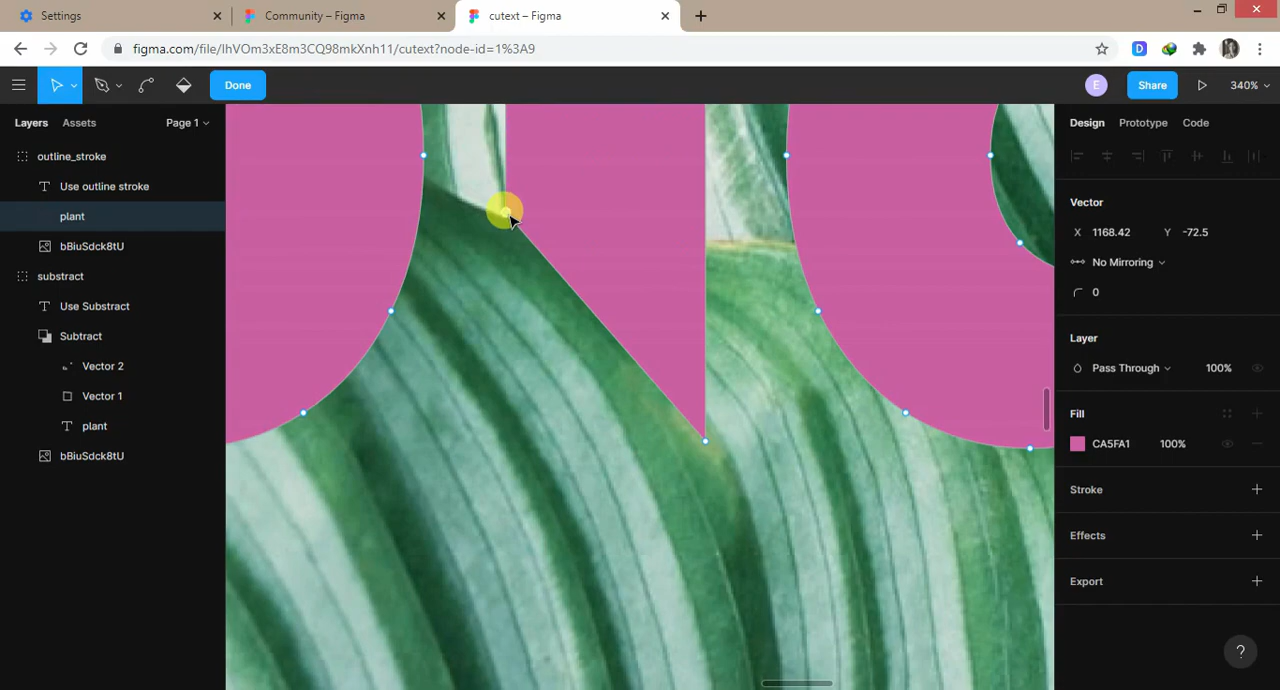 Settings
Community – Figma
cutext – Figma
figma.com/file/IhVOm3xE8m3CQ98mkXnh11/cutext?node-id=1%3A9
D
Done
E
Share
340%
Layers
Assets
Page 1
outline_stroke
Use outline stroke
plant
bBiuSdck8tU
substract
Use Substract
Subtract
Vector 2
Vector 1
plant
bBiuSdck8tU
Design
Prototype
Code
Vector
X 1168.42 Y -72.5
No Mirroring
0
Layer
Pass Through 100%
Fill
CA5FA1 100%
Stroke
Effects
Export
?